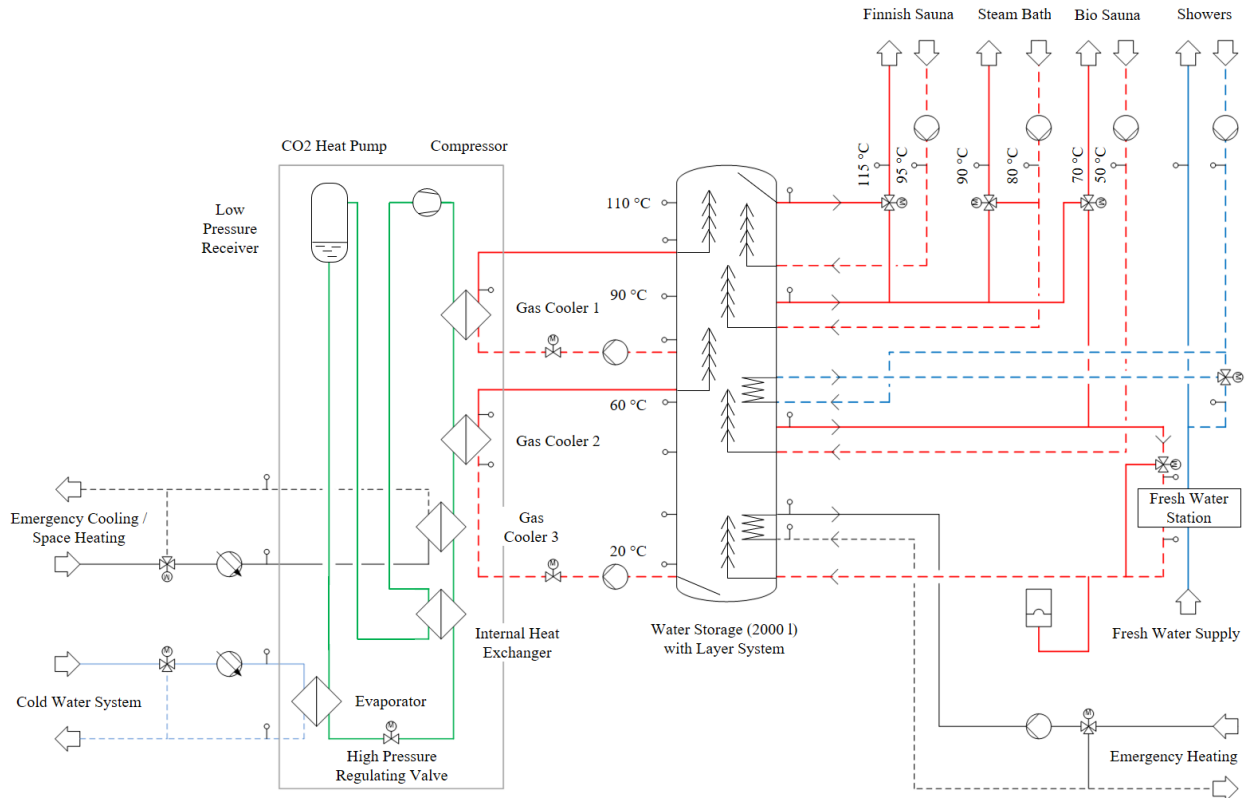 Finnish Sauna
Steam Bath
Bio Sauna
Showers
CO2 Heat Pump
Compressor
115 °C
95 °C
90 °C
80 °C
70 °C
50 °C
M
M
M
Low
Pressure
Receiver
110 °C
Gas Cooler 1
90 °C
M
60 °C
M
Gas Cooler 2
M
Emergency Cooling /
Space Heating
Gas
Cooler 3
Fresh Water
Station
20 °C
M
M
Internal Heat
Exchanger
Water Storage (2000 l)
with Layer System
Fresh Water Supply
M
Cold Water System
Evaporator
M
High Pressure
Regulating Valve
M
Emergency Heating